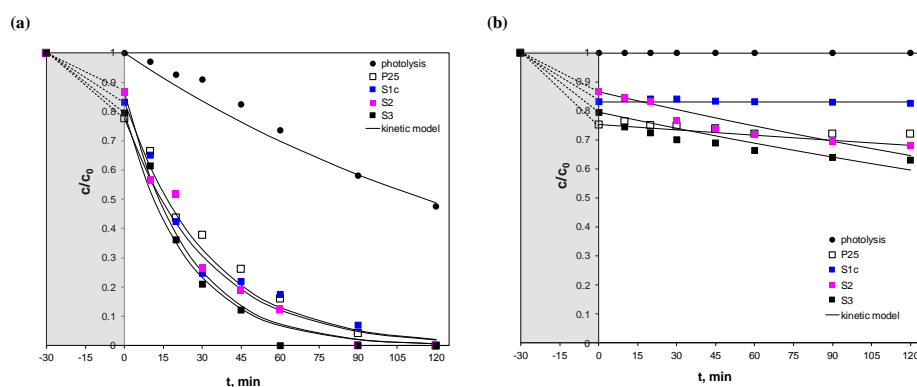 (a)
(b)
1
0.9
0.8
0.7
0.6
0.5
0.4
0.3
0.2
0.1
0
c/c0
photolysis
P25
S1c
S2
S3
kinetic model
-30 -15 0 15 30 45 60 75 90 105 120
t, min
1
0.9
0.8
0.7
0.6
0.5
0.4
0.3
0.2
0.1
0
c/c0
photolysis
P25
S1c
S2
S3
kinetic model
-30 -15 0 15 30 45 60 75 90 105 120
t, min